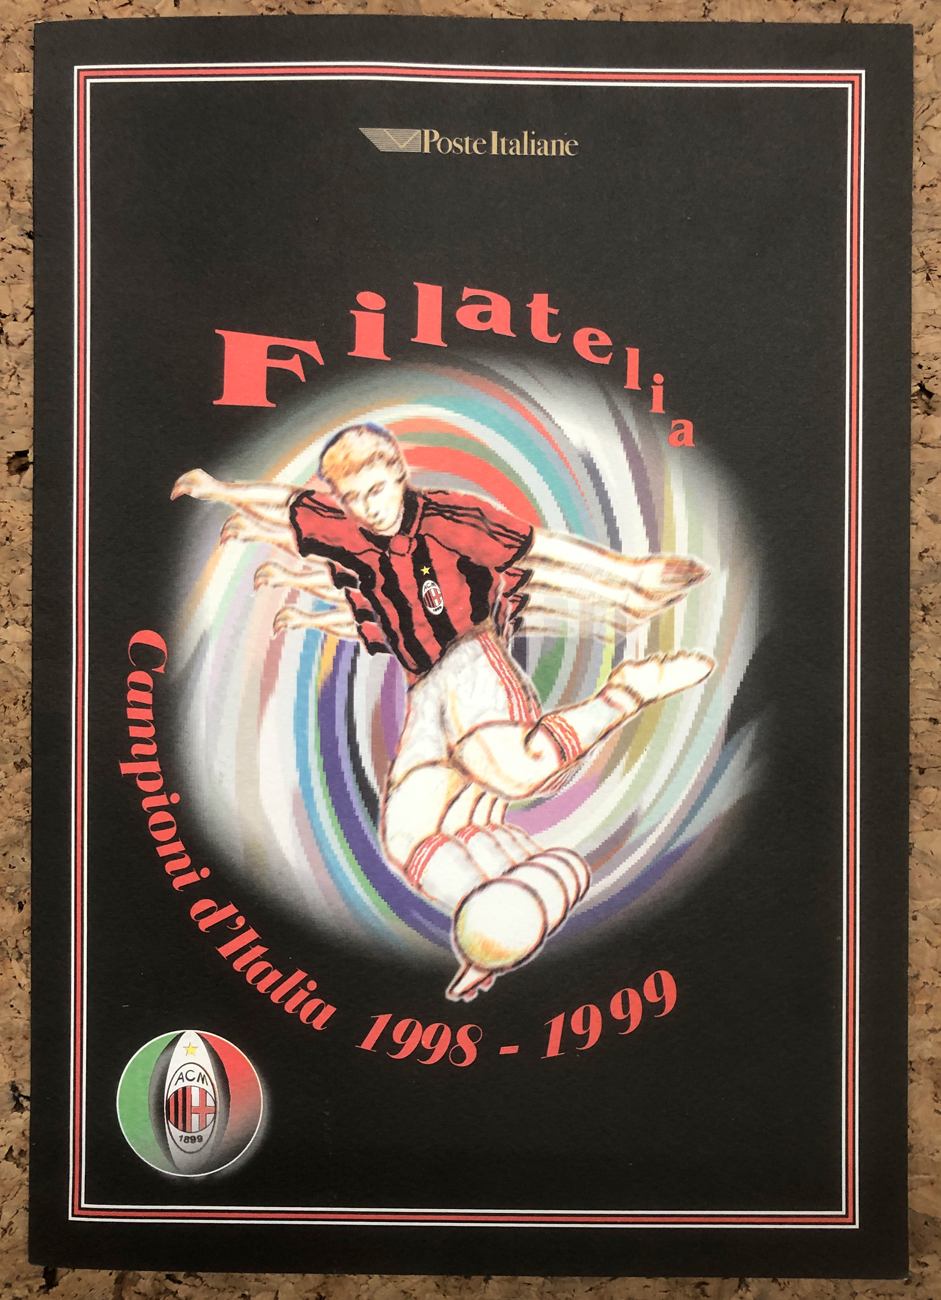 Poste Italiane
Filatelia
Campioni d'Italia 1998 - 1999
ACM
1899